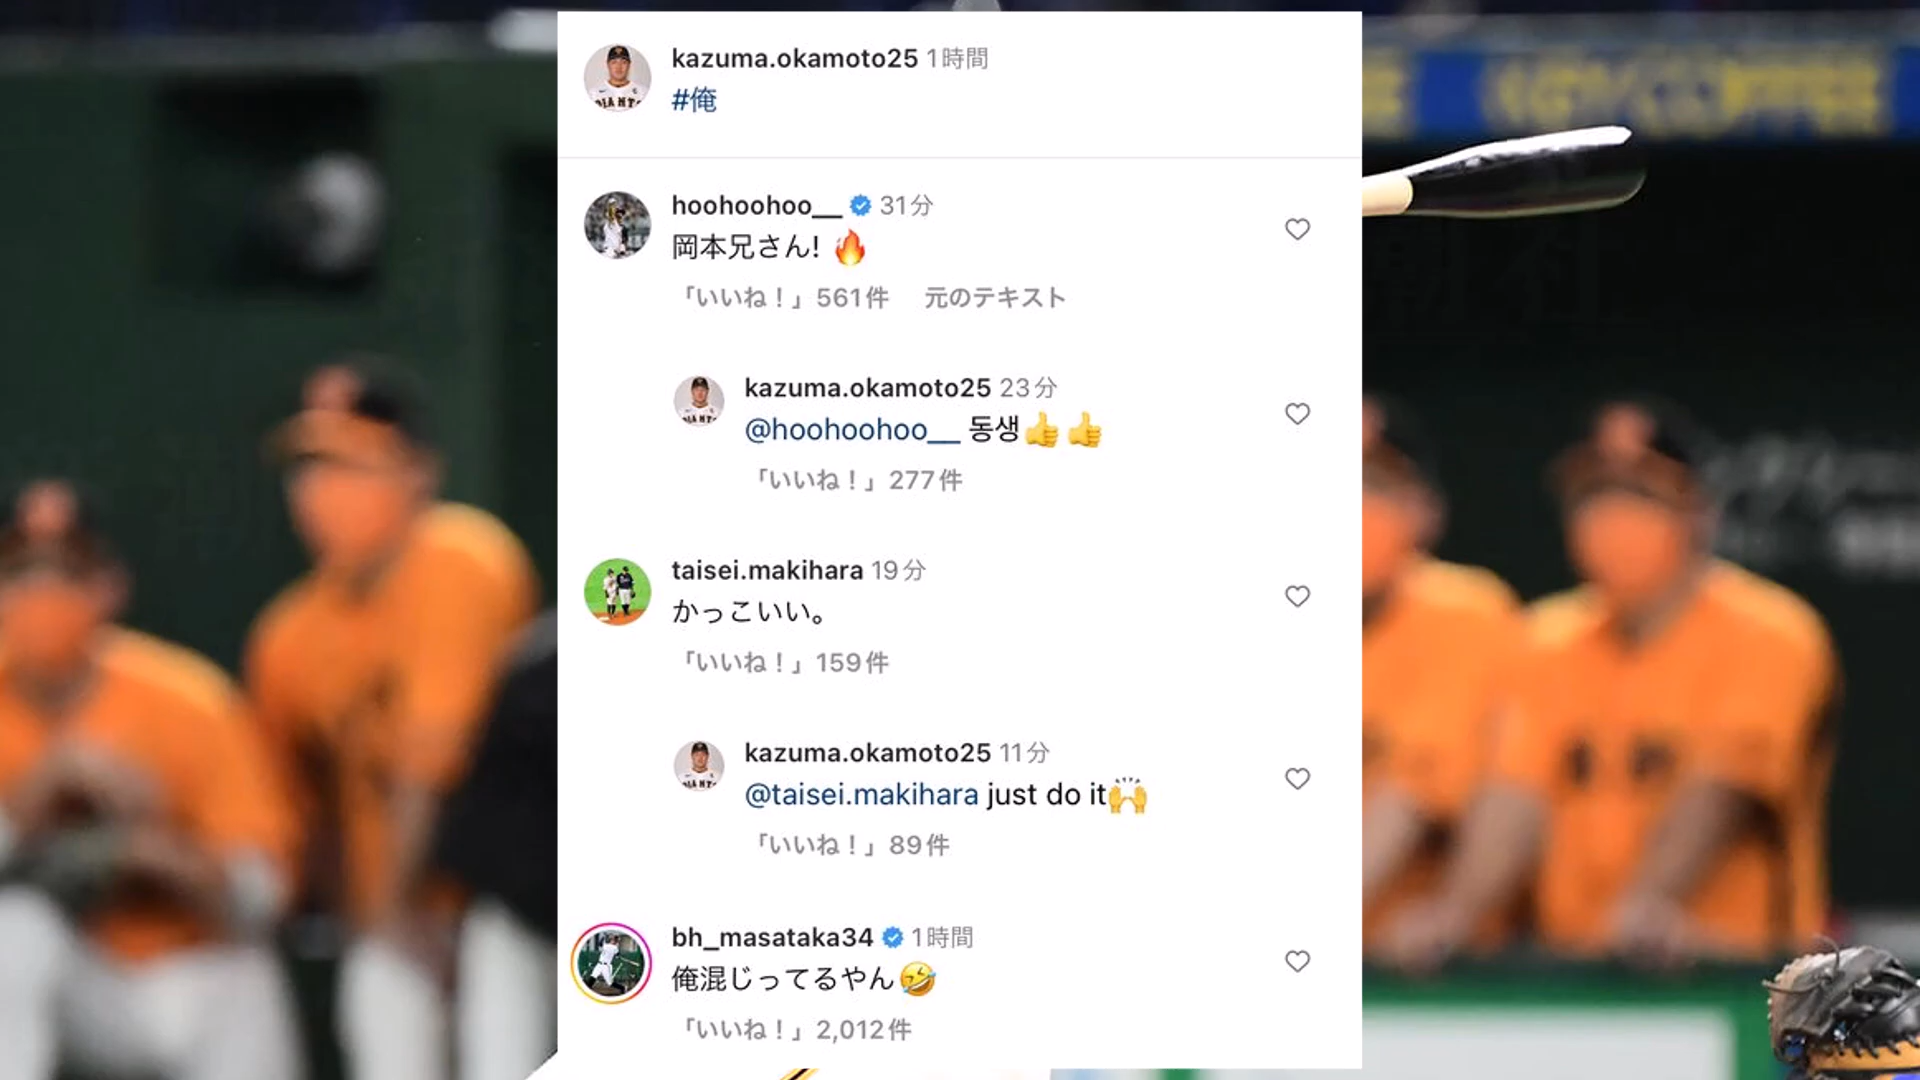 kazuma.okamoto25 1時間
#俺
hoohoohoo__ 31分
岡本兄さん! 🔥
「いいね！」561件 元のテキスト
kazuma.okamoto25 23分
@hoohoohoo__ 동생👍👍
「いいね！」277件
taisei.makihara 19分
かっこいい。
「いいね！」159件
kazuma.okamoto25 11分
@taisei.makihara just do it🙌
「いいね！」89件
bh_masataka34 1時間
俺混じってるやん🤣
「いいね！」2,012件